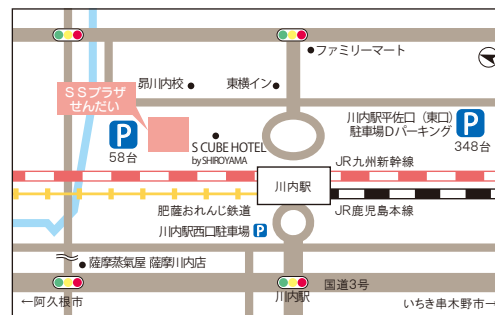 ファミリーマート
昴川内校
東横イン
SSプラザ
せんだい
P
58台
S CUBE HOTEL
by SHIROYAMA
川内駅平佐口（東口）
駐車場Dパーキング
P
348台
JR九州新幹線
川内駅
肥薩おれんじ鉄道
JR鹿児島本線
川内駅西口駐車場 P
薩摩蒸氣屋 薩摩川内店
国道3号
川内駅
←阿久根市
いちき串木野市→